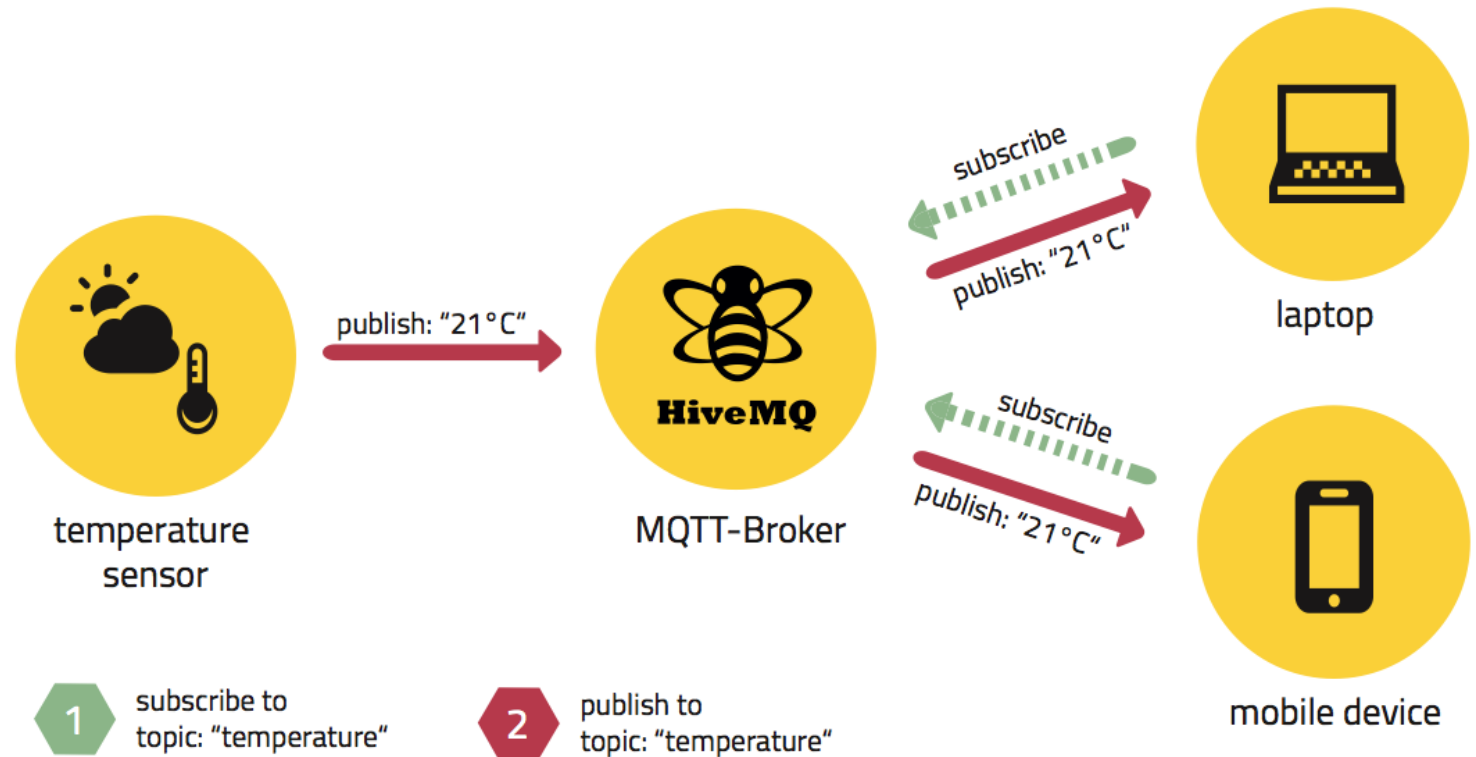 subscribe
publish: “21°C“
laptop
publish: “21°C“
HiveMQ
subscribe
publish: “21°C“
temperature
sensor
MQTT-Broker
mobile device
1
subscribe to
topic: “temperature“
2
publish to
topic: “temperature“